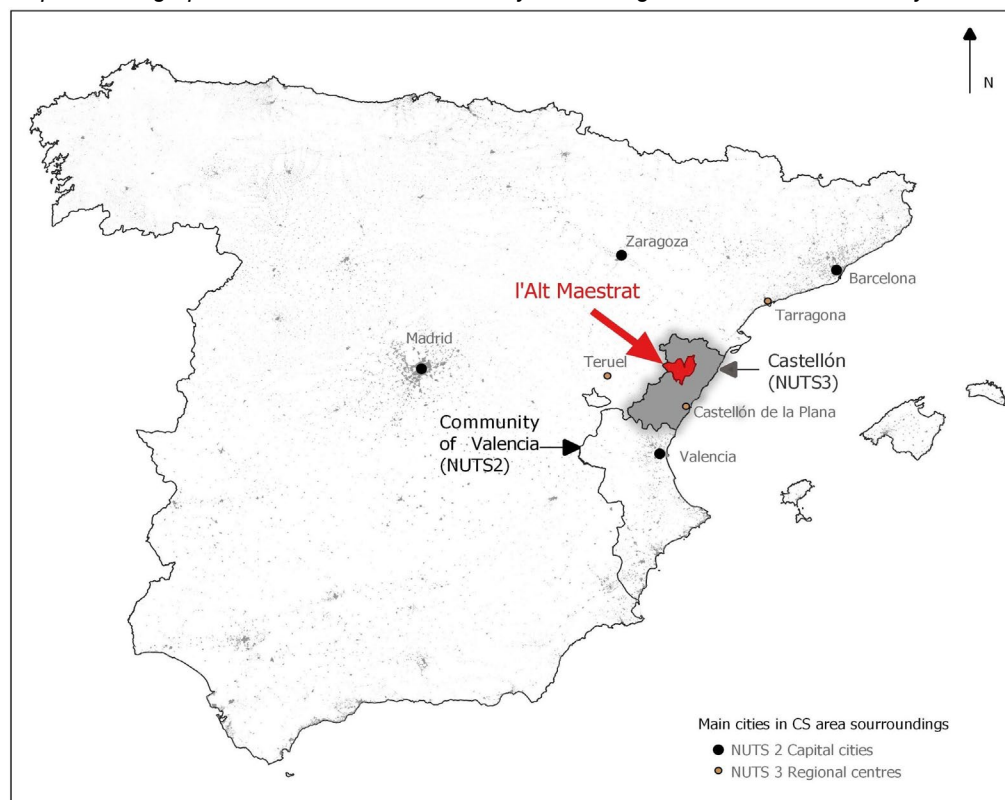 N
Zaragoza
Barcelona
l'Alt Maestrat
Tarragona
Madrid
Teruel
Castellón
(NUTS3)
Castellón de la Plana
Community
of Valencia
(NUTS2)
Valencia
Main cities in CS area sourroundings
NUTS 2 Capital cities
NUTS 3 Regional centres